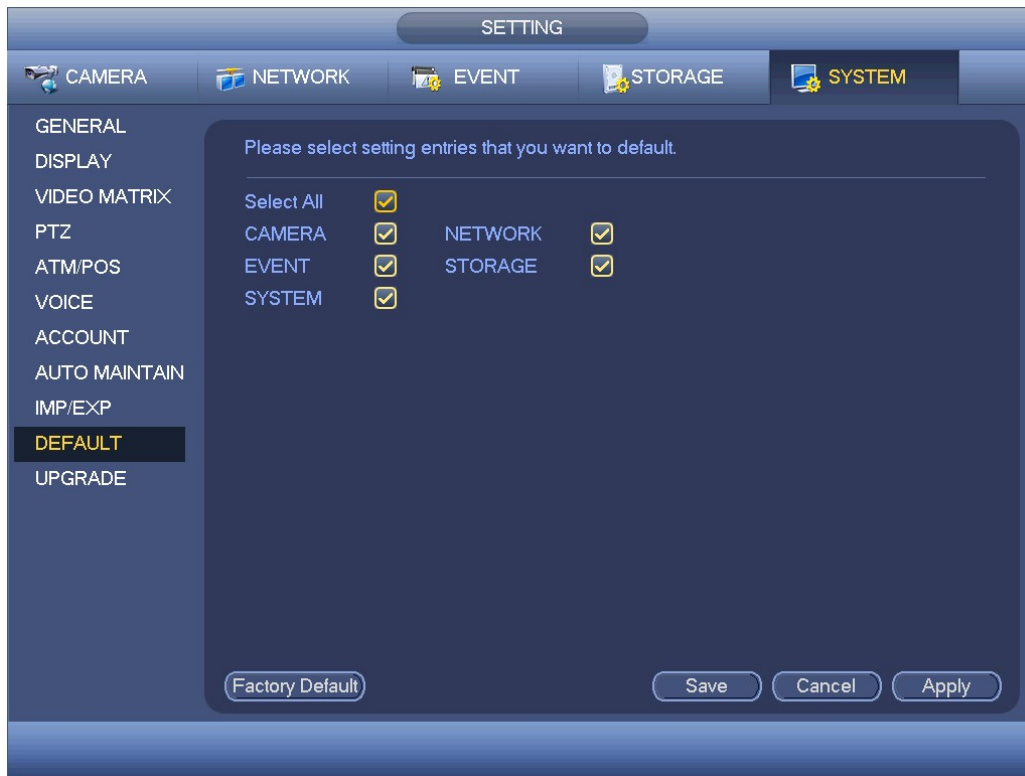 SETTING
CAMERA NETWORK EVENT STORAGE SYSTEM
GENERAL
DISPLAY
VIDEO MATRIX
PTZ
ATM/POS
VOICE
ACCOUNT
AUTO MAINTAIN
IMP/EXP
DEFAULT
UPGRADE
Please select setting entries that you want to default.
Select All
CAMERA NETWORK
EVENT STORAGE
SYSTEM
Factory Default Save Cancel Apply